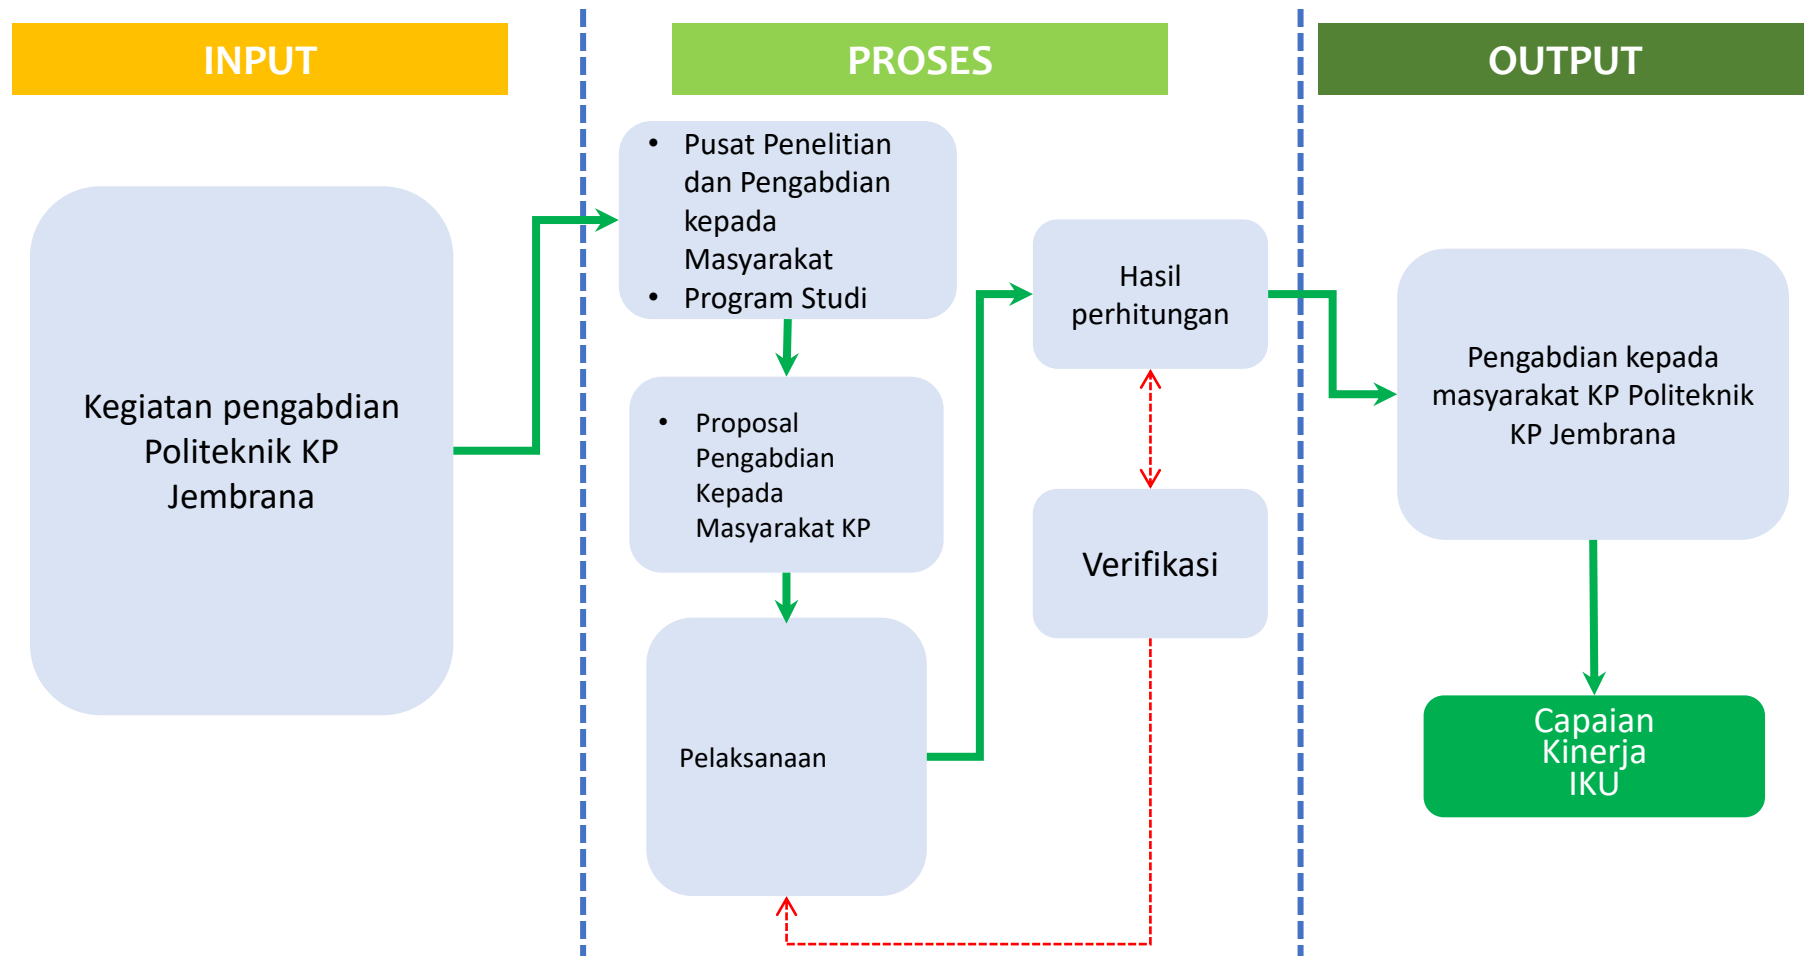 INPUT
PROSES
OUTPUT
Kegiatan pengabdian
Politeknik KP
Jembrana
• Pusat Penelitian
dan Pengabdian
kepada
Masyarakat
• Program Studi
• Proposal
Pengabdian
Kepada
Masyarakat KP
Pelaksanaan
Hasil
perhitungan
Verifikasi
Pengabdian kepada
masyarakat KP Politeknik
KP Jembrana
Capaian
Kinerja
IKU